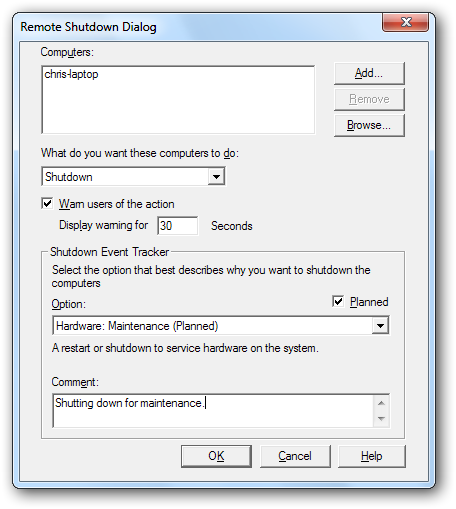 Remote Shutdown Dialog
Computers:
chris-laptop
Add...
Remove
Browse...
What do you want these computers to do:
Shutdown
Warn users of the action
Display warning for 30 Seconds
Shutdown Event Tracker
Select the option that best describes why you want to shutdown the
computers
Option:
Planned
Hardware: Maintenance (Planned)
A restart or shutdown to service hardware on the system.
Comment:
Shutting down for maintenance.
OK Cancel Help